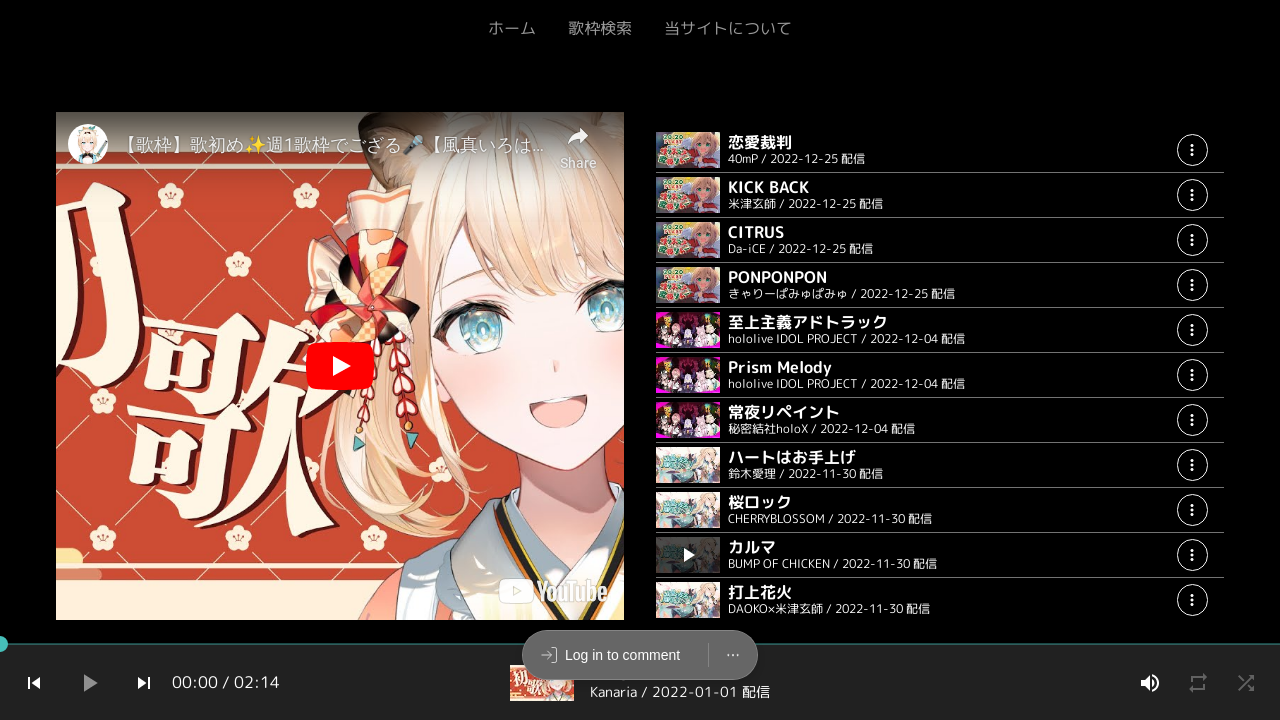 ホーム 歌枠検索 当サイトについて
【歌枠】歌初め✨週1歌枠でござる🎤【風真いろは...
Share
初歌
歌
YouTube
恋愛裁判
40mP / 2022-12-25 配信
KICK BACK
米津玄師 / 2022-12-25 配信
CITRUS
Da-iCE / 2022-12-25 配信
PONPONPON
きゃりーぱみゅぱみゅ / 2022-12-25 配信
至上主義アドトラック
hololive IDOL PROJECT / 2022-12-04 配信
Prism Melody
hololive IDOL PROJECT / 2022-12-04 配信
常夜リペイント
秘密結社holoX / 2022-12-04 配信
ハートはお手上げ
鈴木愛理 / 2022-11-30 配信
桜ロック
CHERRYBLOSSOM / 2022-11-30 配信
カルマ
BUMP OF CHICKEN / 2022-11-30 配信
打上花火
DAOKO×米津玄師 / 2022-11-30 配信
Log in to comment
00:00 / 02:14
Kanaria / 2022-01-01 配信